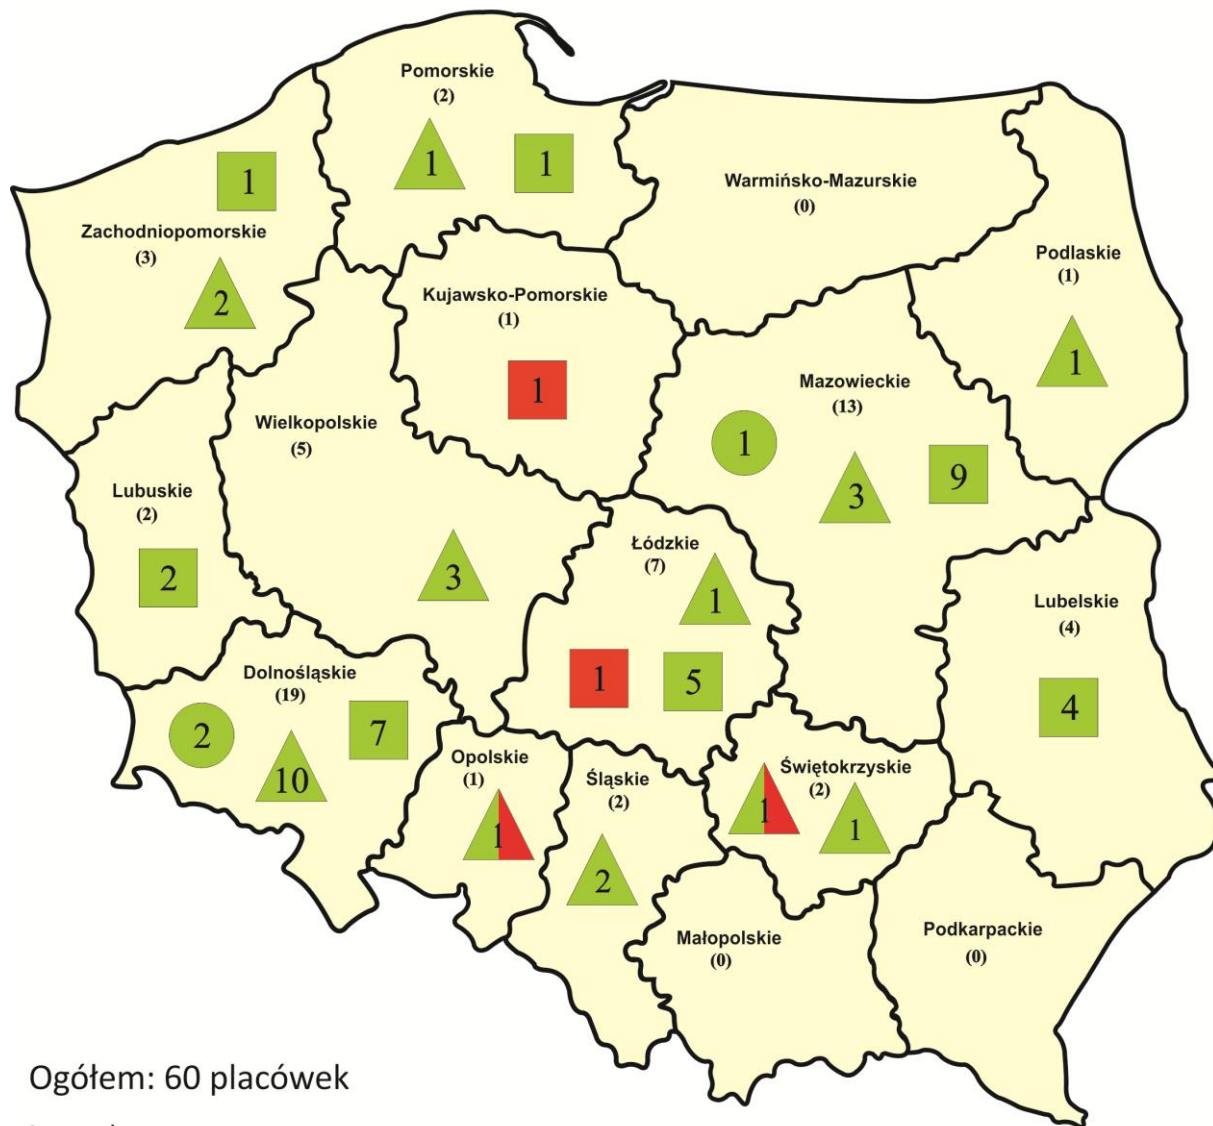 Pomorskie
(2)
1
1
1
Zachodniopomorskie
(3)
2
Warmińsko-Mazurskie
(0)
Podlaskie
(1)
1
Kujawsko-Pomorskie
(1)
1
Mazowieckie
(13)
1
3
9
Wielkopolskie
(5)
3
Lubuskie
(2)
2
Łódzkie
(7)
1
1
5
Lubelskie
(4)
4
Dolnośląskie
(19)
2
10
7
Opolskie
(1)
1
Śląskie
(2)
2
Świętokrzyskie
(2)
1
1
Małopolskie
(0)
Podkarpackie
(0)
Ogółem: 60 placówek